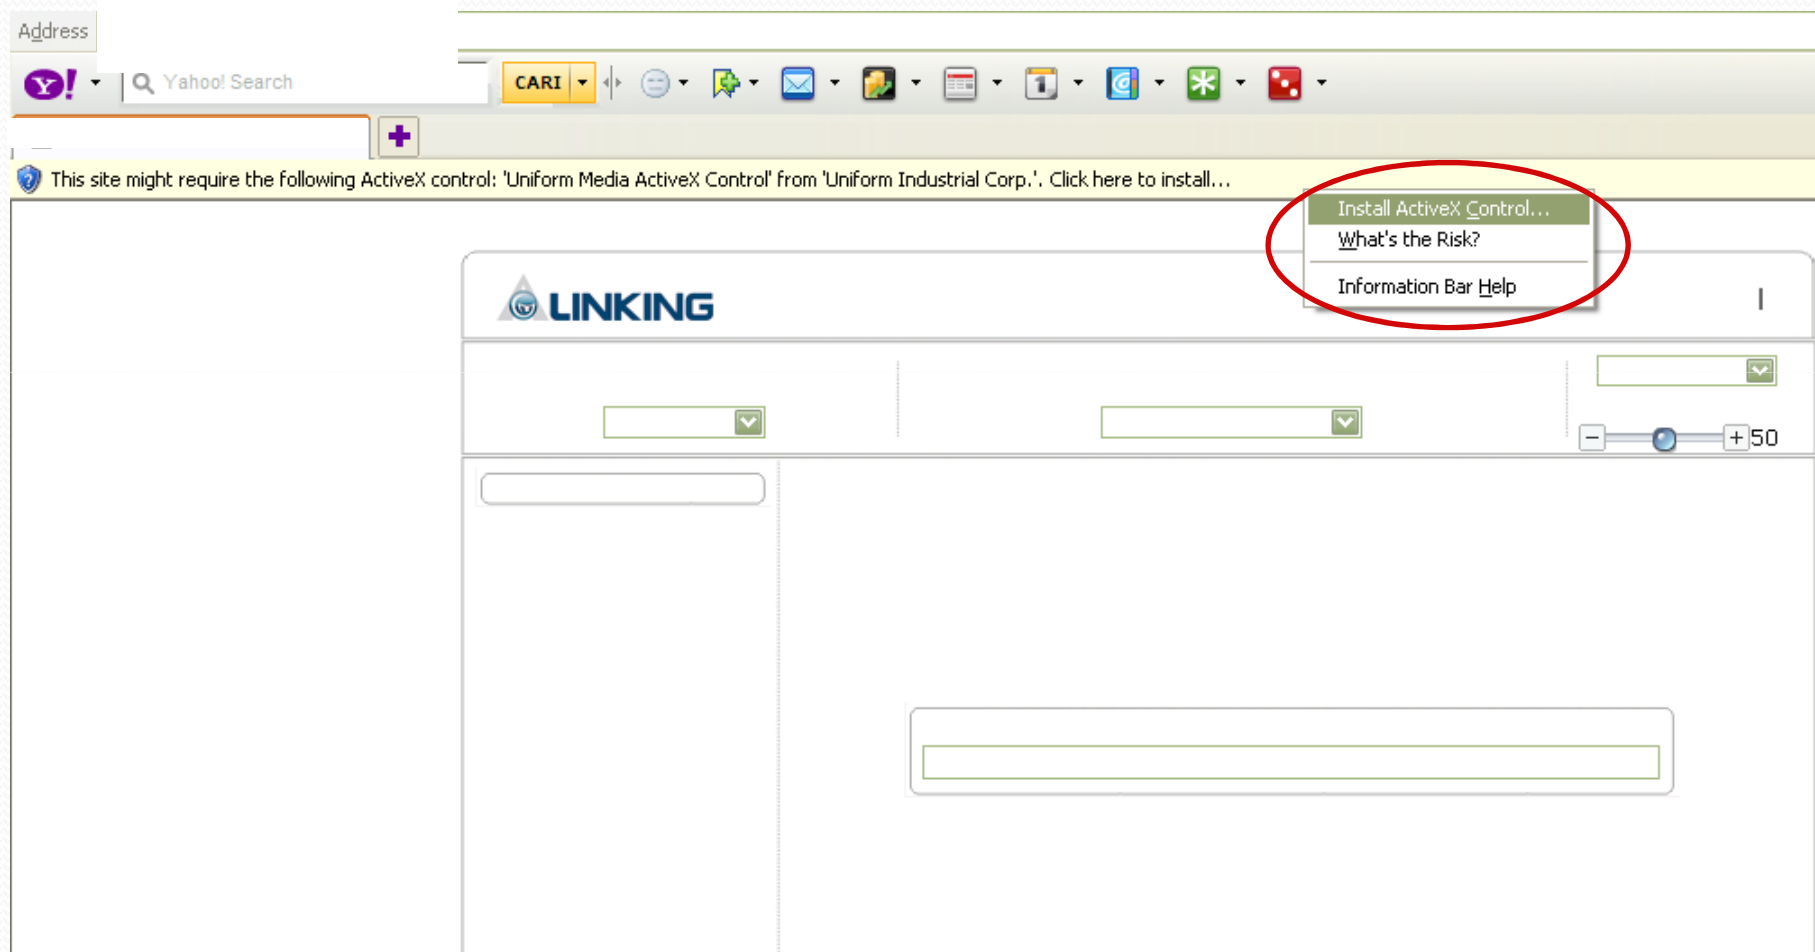 Address
Y! Yahoo! Search CARI 1
This site might require the following ActiveX control: 'Uniform Media ActiveX Control' from 'Uniform Industrial Corp.'. Click here to install...
Install ActiveX Control...
What's the Risk?
Information Bar Help
LINKING
50